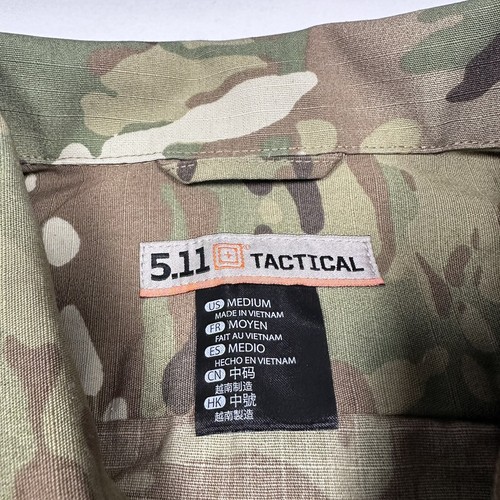 5.11 TACTICAL
US MEDIUM
MADE IN VIETNAM
FR MOYEN
FAIT AU VIETNAM
ES MEDIO
HECHO EN VIETNAM
CN 中码
越南制造
HK 中號
越南製造